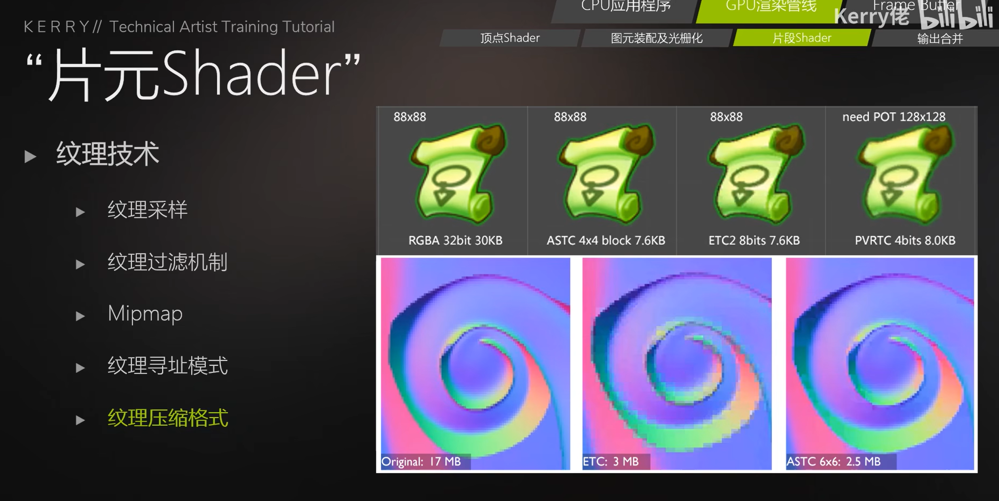 CPU应用程序
GPU渲染管线
Frame Buffer
Kerry佬 bilibili
KERRY// Technical Artist Training Tutorial
顶点Shader
图元装配及光栅化
片段Shader
输出合并
“片元Shader”
纹理技术
纹理采样
纹理过滤机制
Mipmap
纹理寻址模式
纹理压缩格式
88x88
88x88
88x88
need POT 128x128
RGBA 32bit 30KB
ASTC 4x4 block 7.6KB
ETC2 8bits 7.6KB
PVRTC 4bits 8.0KB
Original: 17 MB
ETC: 3 MB
ASTC 6x6: 2.5 MB